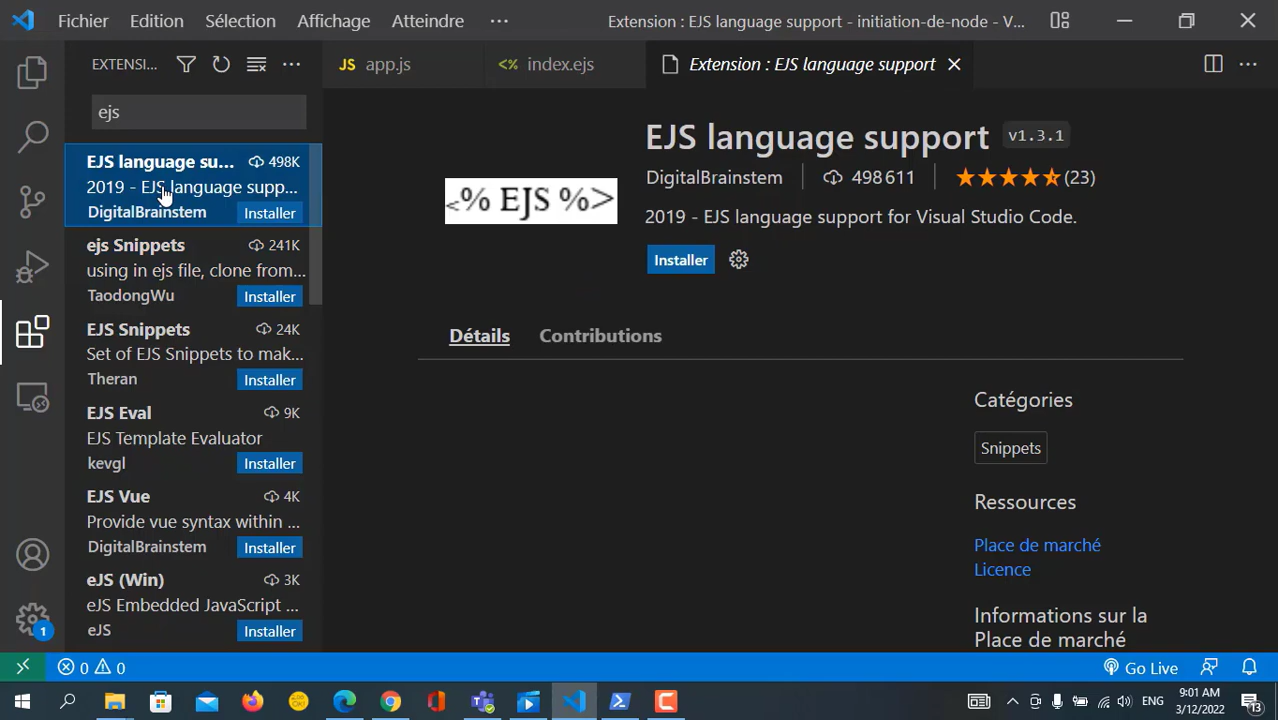 Fichier Edition Sélection Affichage Atteindre ··· Extension : EJS language support - initiation-de-node - V...
EXTENSI... ···
JS app.js <% index.ejs Extension : EJS language support ···
ejs
EJS language su... 498K
2019 - EJS language supp...
DigitalBrainstem Installer
ejs Snippets 241K
using in ejs file, clone from...
TaodongWu Installer
EJS Snippets 24K
Set of EJS Snippets to mak...
Theran Installer
EJS Eval 9K
EJS Template Evaluator
kevgl Installer
EJS Vue 4K
Provide vue syntax within ...
DigitalBrainstem Installer
eJS (Win) 3K
eJS Embedded JavaScript ...
eJS Installer
<% EJS %>
EJS language support v1.3.1
DigitalBrainstem 498 611 (23)
2019 - EJS language support for Visual Studio Code.
Installer
Détails Contributions
Catégories
Snippets
Ressources
Place de marché
Licence
Informations sur la
Place de marché
1
0 0 Go Live
ENG 9:01 AM
3/12/2022 13